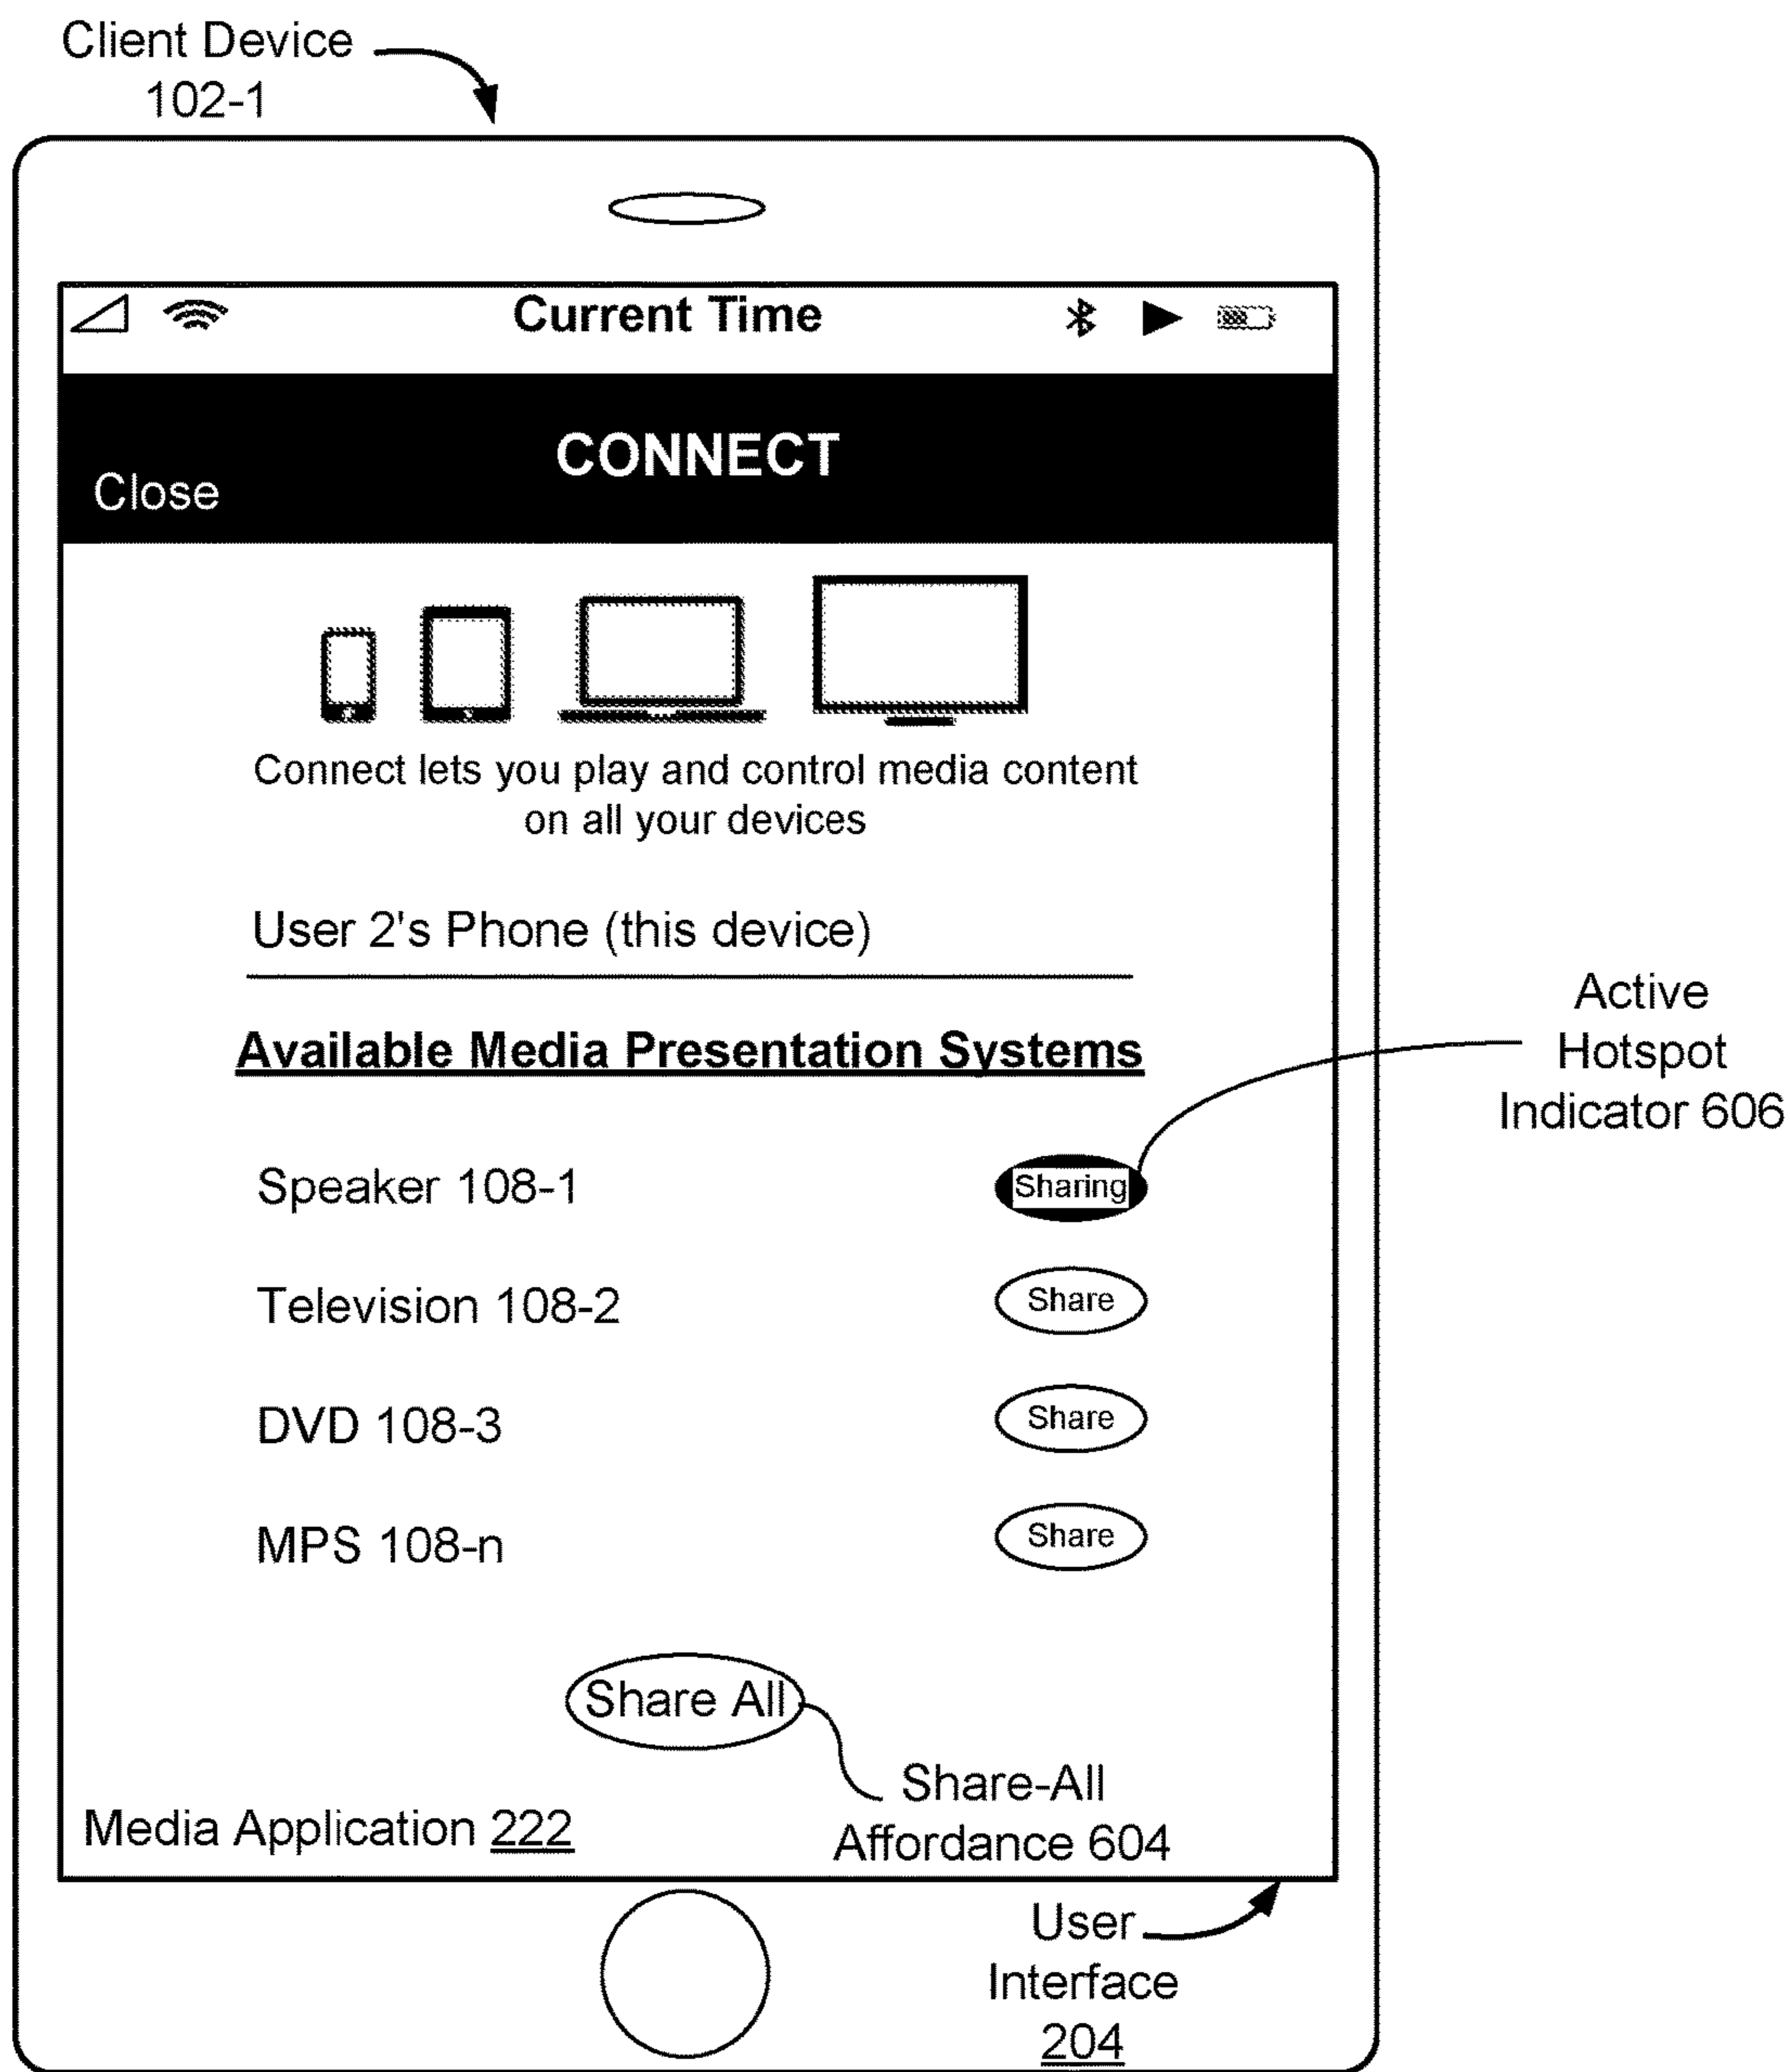 Client Device
102-1
Current Time
CONNECT
Close
Connect lets you play and control media content
on all your devices
User 2's Phone (this device)
Available Media Presentation Systems
Active
Hotspot
Indicator 606
Speaker 108-1
Sharing
Television 108-2
Share
DVD 108-3
Share
MPS 108-n
Share
Share All
Share-All
Affordance 604
Media Application 222
User
Interface
204